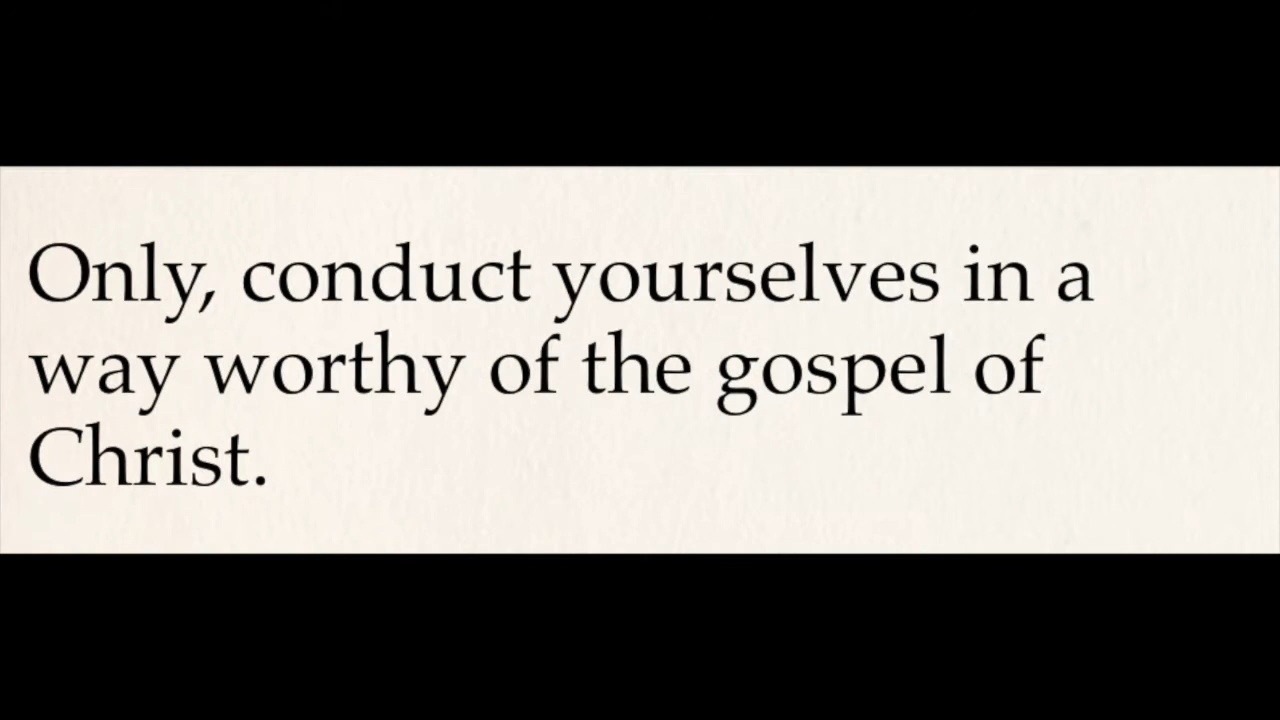 Only, conduct yourselves in a
way worthy of the gospel of
Christ.